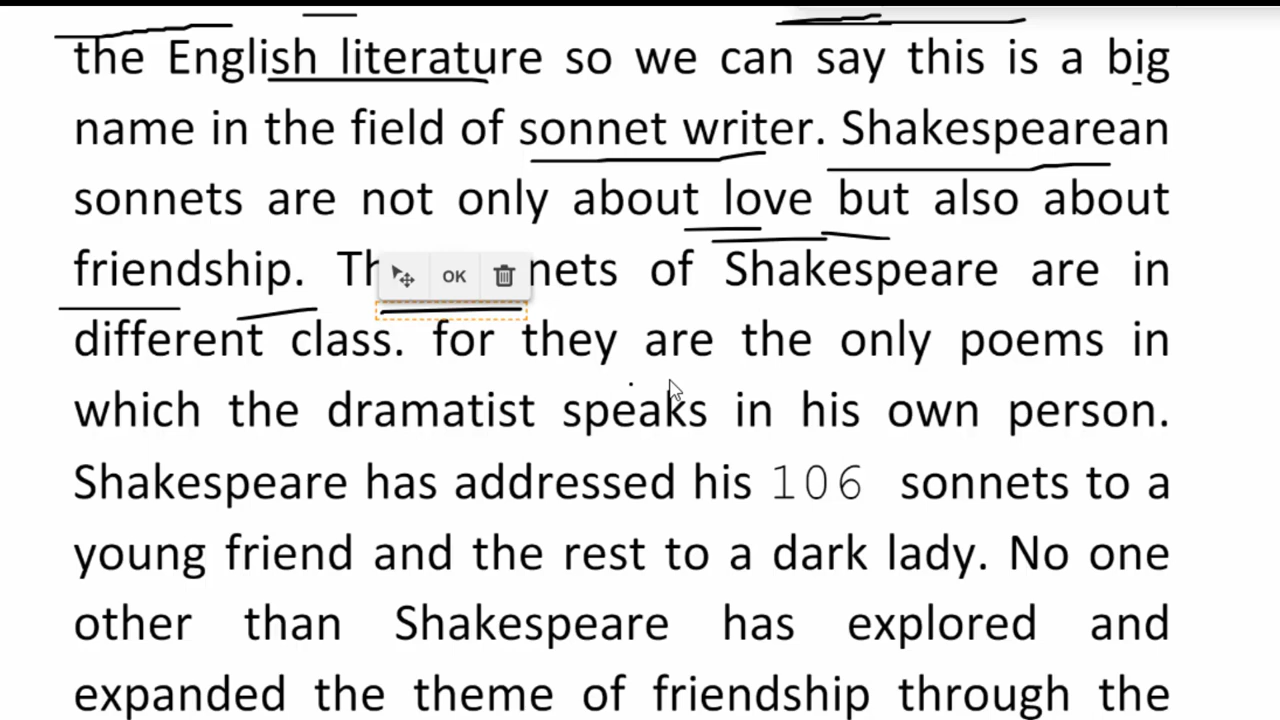 the English literature so we can say this is a big
name in the field of sonnet writer. Shakespearean
sonnets are not only about love but also about
friendship. Th OK nets of Shakespeare are in
different class. for they are the only poems in
which the dramatist speaks in his own person.
Shakespeare has addressed his 106 sonnets to a
young friend and the rest to a dark lady. No one
other than Shakespeare has explored and
expanded the theme of friendship through the